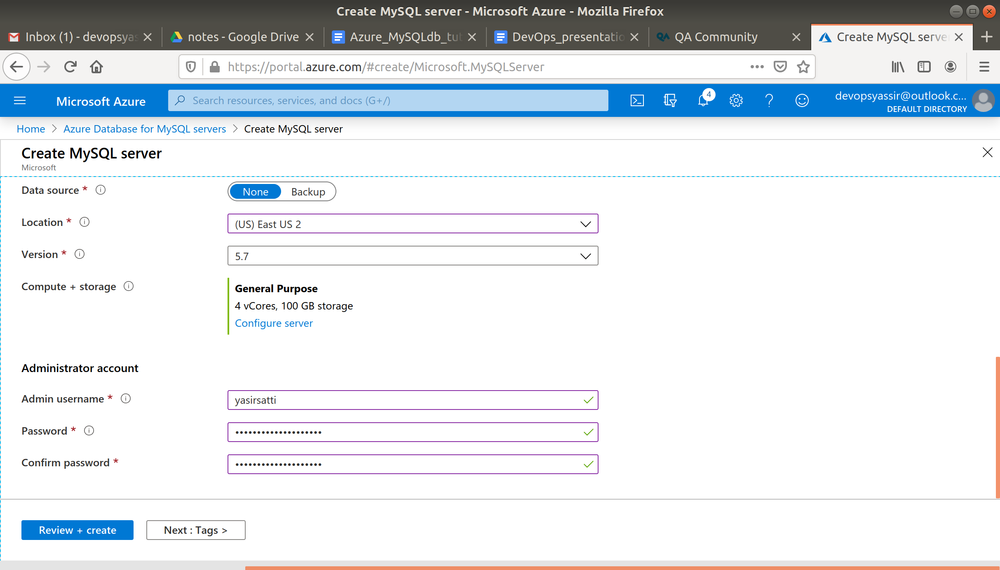 Create MySQL server - Microsoft Azure - Mozilla Firefox
Inbox (1) - devopsyas
notes - Google Drive
Azure_MySQLdb_tut
DevOps_presentatio
QA Community
Create MySQL serve
https://portal.azure.com/#create/Microsoft.MySQLServer
Microsoft Azure
Search resources, services, and docs (G+/)
4
devopsyassir@outlook.c...
DEFAULT DIRECTORY
Home > Azure Database for MySQL servers > Create MySQL server
Create MySQL server
Microsoft
Data source *
None Backup
Location *
(US) East US 2
Version *
5.7
Compute + storage
General Purpose
4 vCores, 100 GB storage
Configure server
Administrator account
Admin username *
yasirsatti
Password *
••••••••••••••••••••
Confirm password *
••••••••••••••••••••
Review + create
Next : Tags >